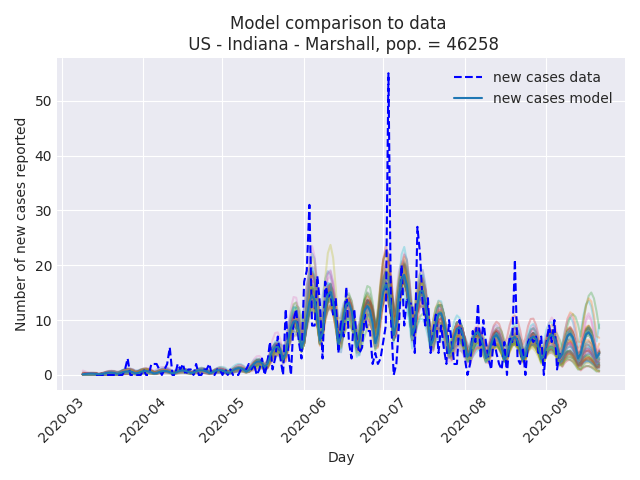 Model comparison to data
US - Indiana - Marshall, pop. = 46258
new cases data
new cases model
Number of new cases reported
50
40
30
20
10
0
2020-03
2020-04
2020-05
2020-06
2020-07
2020-08
2020-09
Day